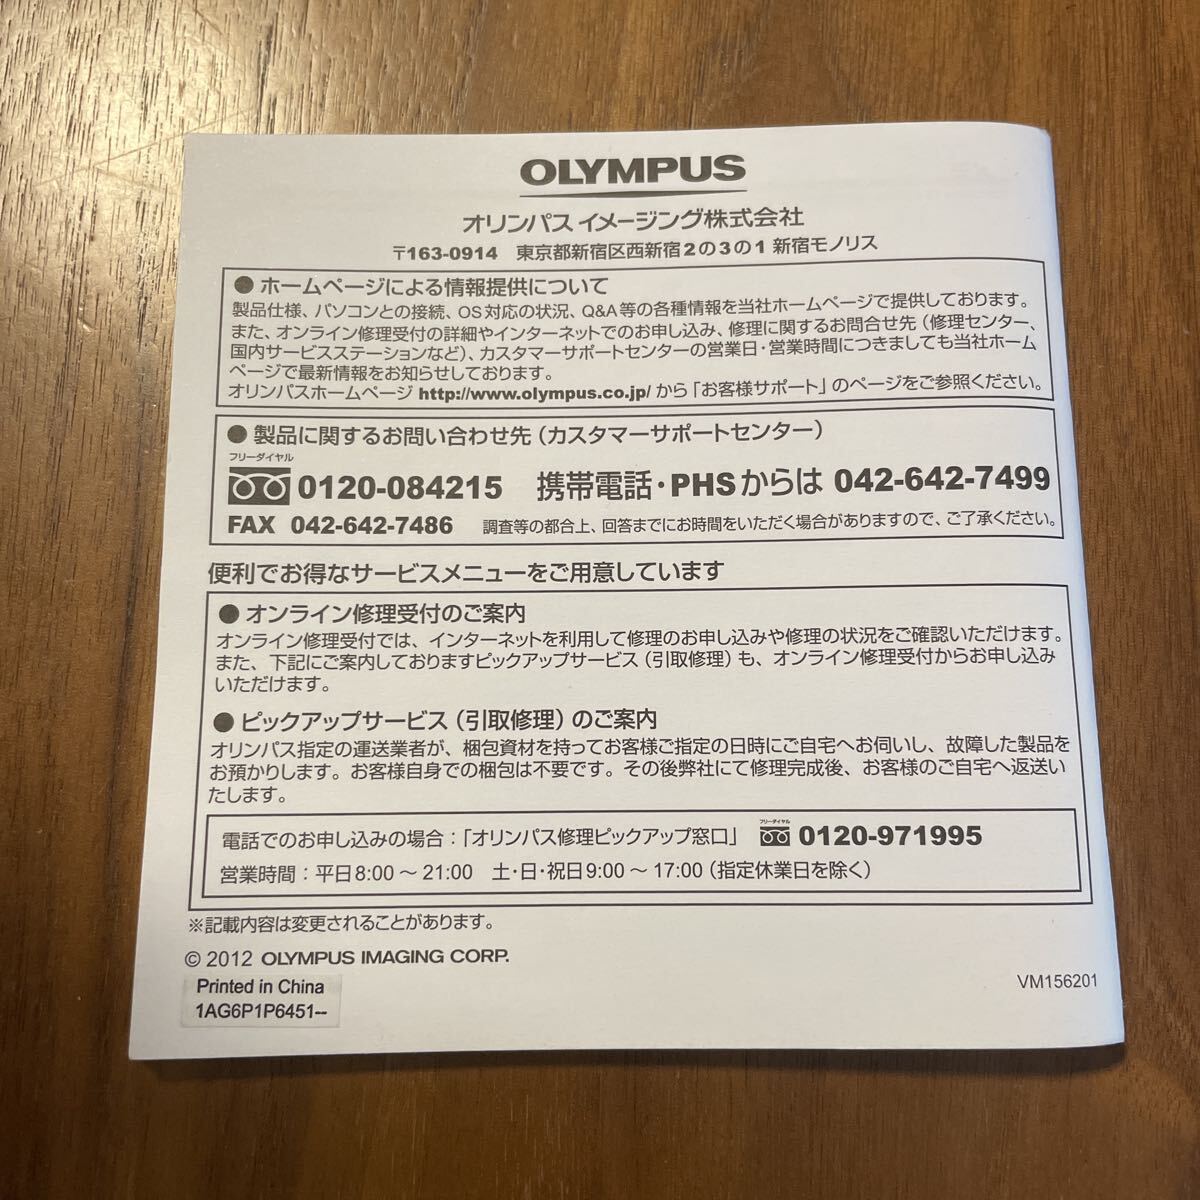 OLYMPUS
オリンパス イメージング株式会社
〒163-0914 東京都新宿区西新宿2の3の1 新宿モノリス
● ホームページによる情報提供について
製品仕様、パソコンとの接続、OS対応の状況、Q&A等の各種情報を当社ホームページで提供しております。
また、オンライン修理受付の詳細やインターネットでのお申し込み、修理に関するお問合せ先（修理センター、
国内サービスステーションなど）、カスタマーサポートセンターの営業日・営業時間につきましても当社ホーム
ページで最新情報をお知らせしております。
オリンパスホームページ http://www.olympus.co.jp/ から「お客様サポート」のページをご参照ください。
● 製品に関するお問い合わせ先（カスタマーサポートセンター）
フリーダイヤル
0120-084215 携帯電話・PHSからは 042-642-7499
FAX 042-642-7486 調査等の都合上、回答までにお時間をいただく場合がありますので、ご了承ください。
便利でお得なサービスメニューをご用意しています
● オンライン修理受付のご案内
オンライン修理受付では、インターネットを利用して修理のお申し込みや修理の状況をご確認いただけます。
また、下記にご案内しておりますピックアップサービス（引取修理）も、オンライン修理受付からお申し込み
いただけます。
● ピックアップサービス（引取修理）のご案内
オリンパス指定の運送業者が、梱包資材を持ってお客様ご指定の日時にご自宅へお伺いし、故障した製品を
お預かりします。お客様自身での梱包は不要です。その後弊社にて修理完成後、お客様のご自宅へ返送い
たします。
電話でのお申し込みの場合：「オリンパス修理ピックアップ窓口」 フリーダイヤル 0120-971995
営業時間：平日8:00 ～ 21:00 土・日・祝日9:00 ～ 17:00（指定休業日を除く）
※記載内容は変更されることがあります。
© 2012 OLYMPUS IMAGING CORP.
Printed in China
1AG6P1P6451--
VM156201